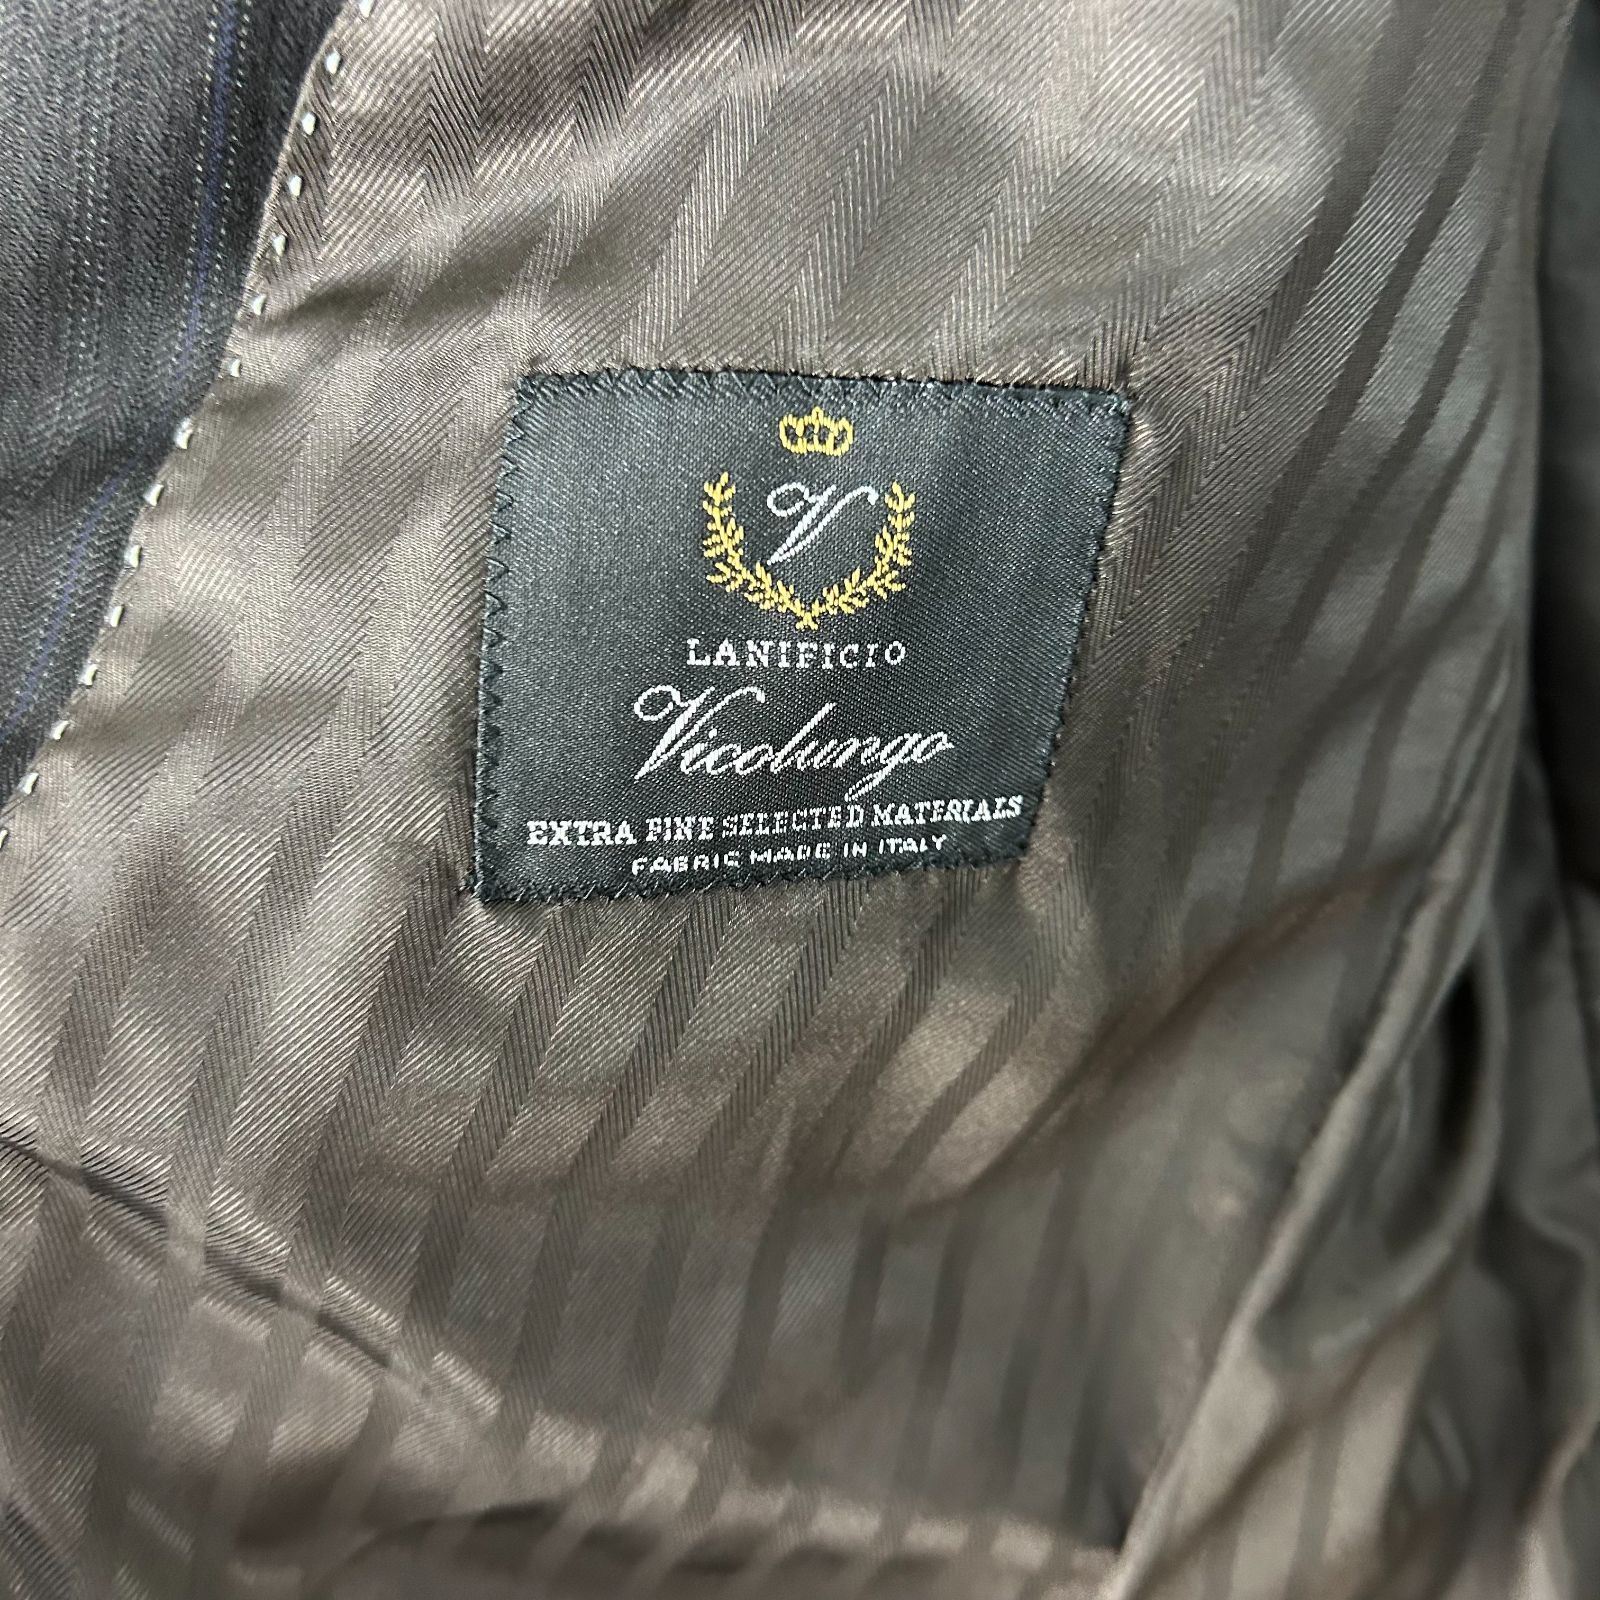 V
LANIFICIO
Vicolungo
EXTRA FINE SELECTED MATERIALS
FABRIC MADE IN ITALY